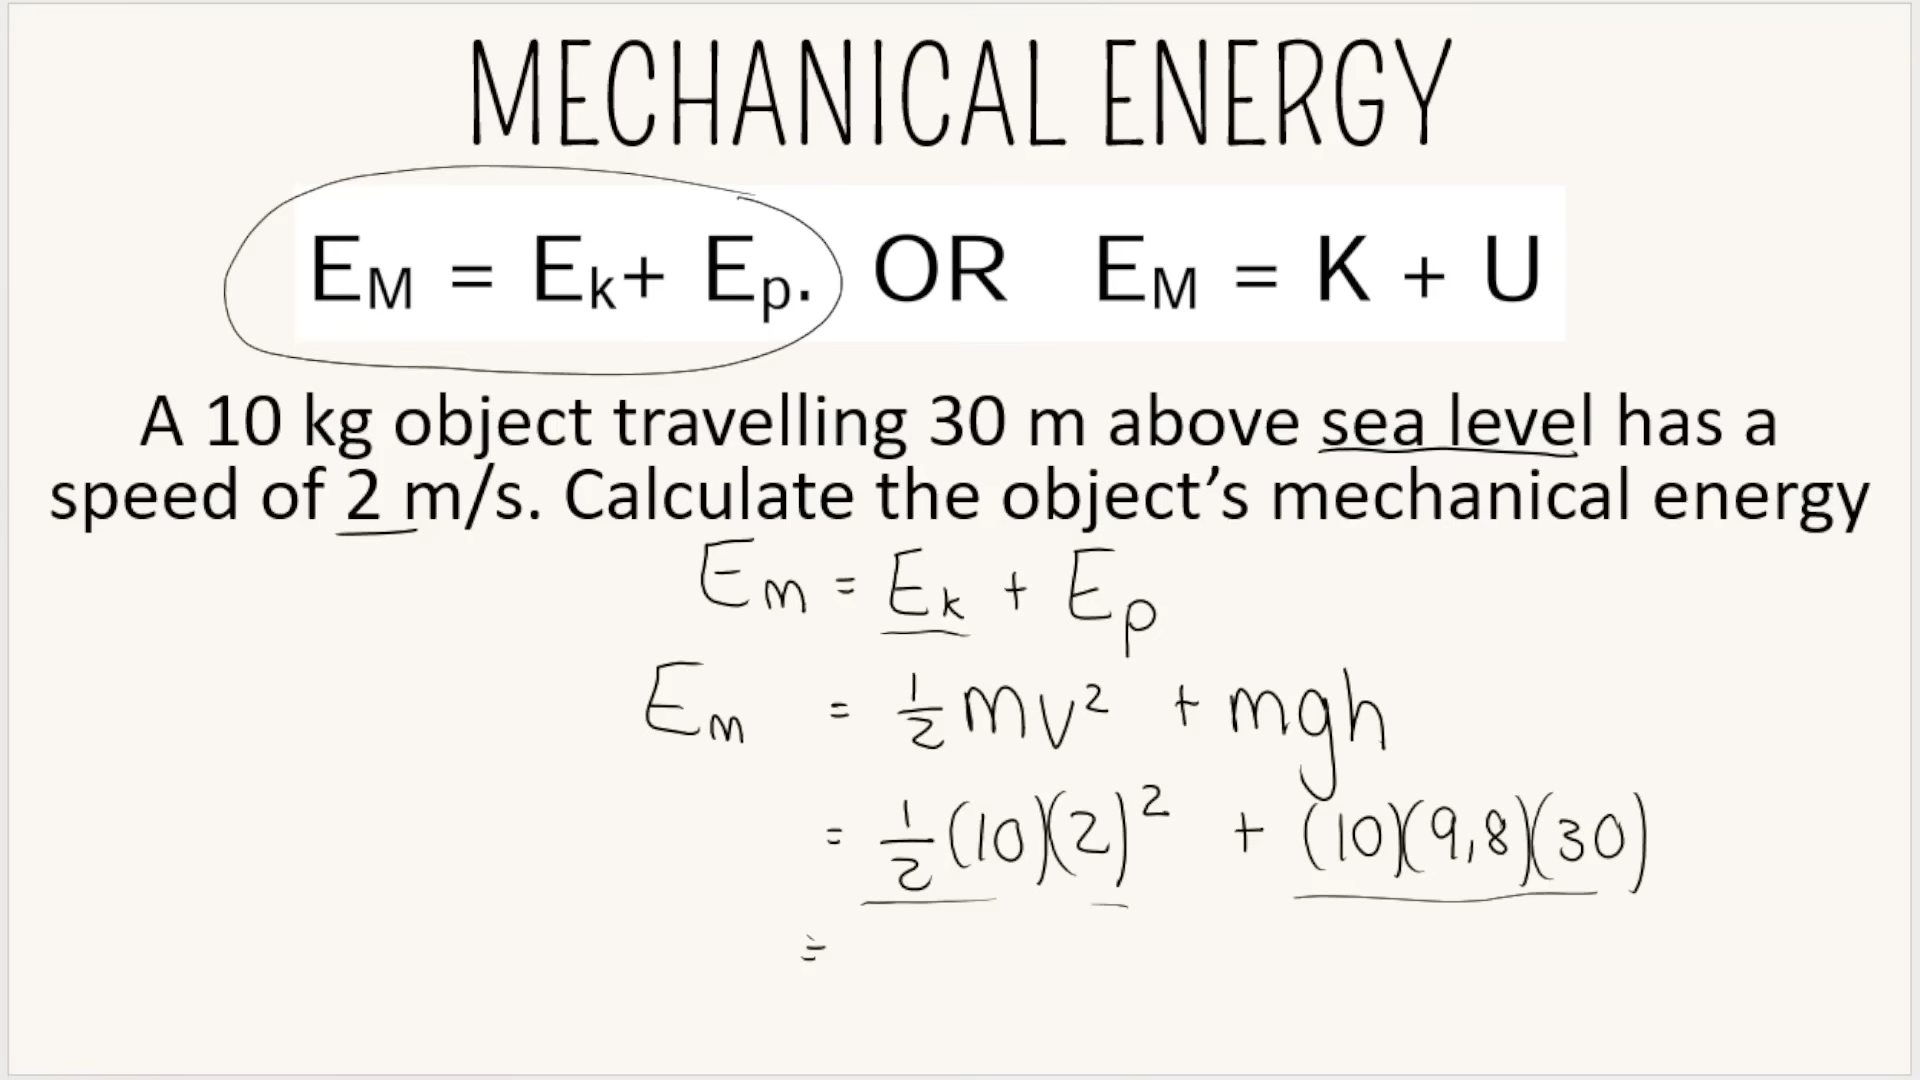 MECHANICAL ENERGY
EM = Ek+ Ep. OR EM = K + U
A 10 kg object travelling 30 m above sea level has a
speed of 2 m/s. Calculate the object’s mechanical energy
Em = Ek + Ep
Em = ½mv² + mgh
= ½(10)(2)² + (10)(9,8)(30)
=